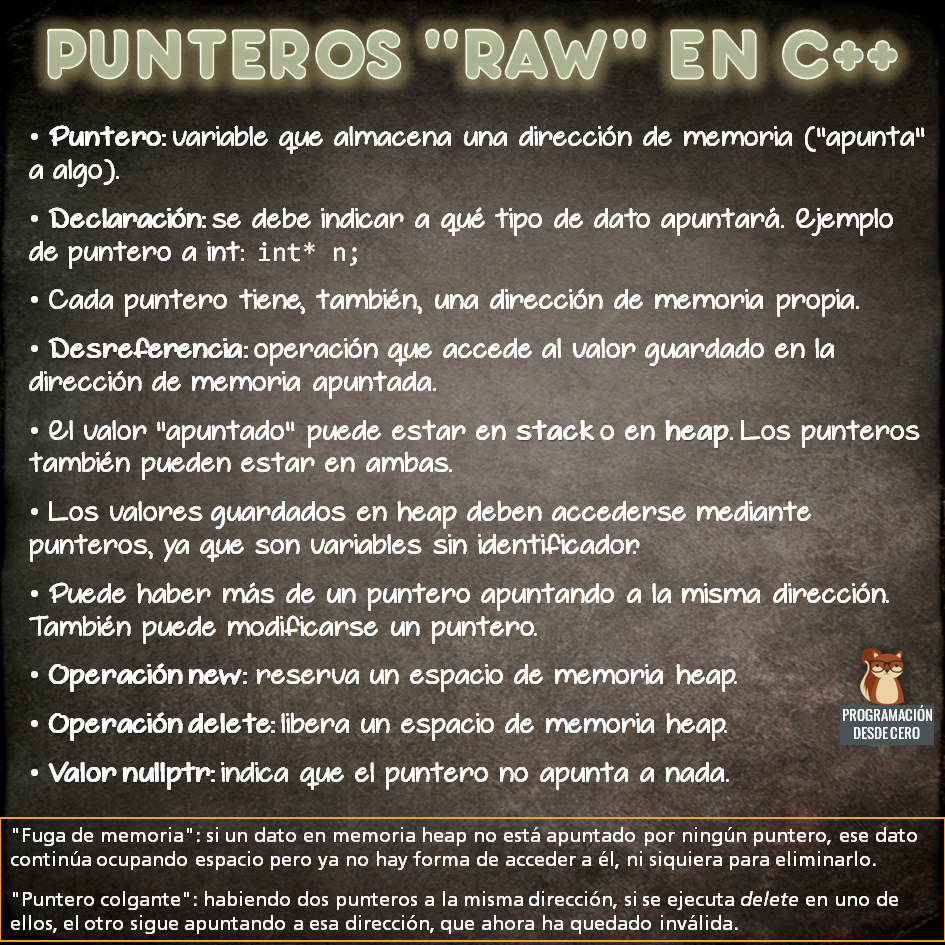 PUNTEROS "RAW" EN C++
• Puntero: variable que almacena una dirección de memoria ("apunta"
a algo).
• Declaración: se debe indicar a qué tipo de dato apuntará. Ejemplo
de puntero a int: int* n;
• Cada puntero tiene, también, una dirección de memoria propia.
• Desreferencia: operación que accede al valor guardado en la
dirección de memoria apuntada.
• El valor "apuntado" puede estar en stack o en heap. Los punteros
también pueden estar en ambas.
• Los valores guardados en heap deben accederse mediante
punteros, ya que son variables sin identificador.
• Puede haber más de un puntero apuntando a la misma dirección.
También puede modificarse un puntero.
• Operación new: reserva un espacio de memoria heap.
• Operación delete: libera un espacio de memoria heap.
• Valor nullptr: indica que el puntero no apunta a nada.
PROGRAMACIÓN
DESDE CERO
"Fuga de memoria": si un dato en memoria heap no está apuntado por ningún puntero, ese dato
continúa ocupando espacio pero ya no hay forma de acceder a él, ni siquiera para eliminarlo.
"Puntero colgante": habiendo dos punteros a la misma dirección, si se ejecuta delete en uno de
ellos, el otro sigue apuntando a esa dirección, que ahora ha quedado inválida.